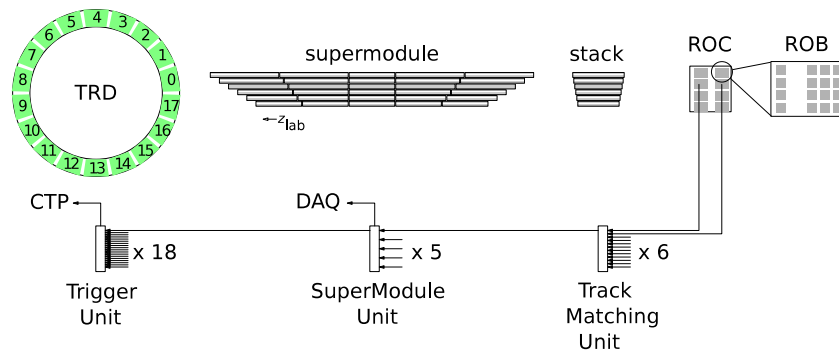 supermodule
stack
ROC
ROB
TRD
0
1
2
3
4
5
6
7
8
9
10
11
12
13
14
15
16
17
z lab
CTP
DAQ
x 18
x 5
x 6
Trigger
Unit
SuperModule
Unit
Track
Matching
Unit